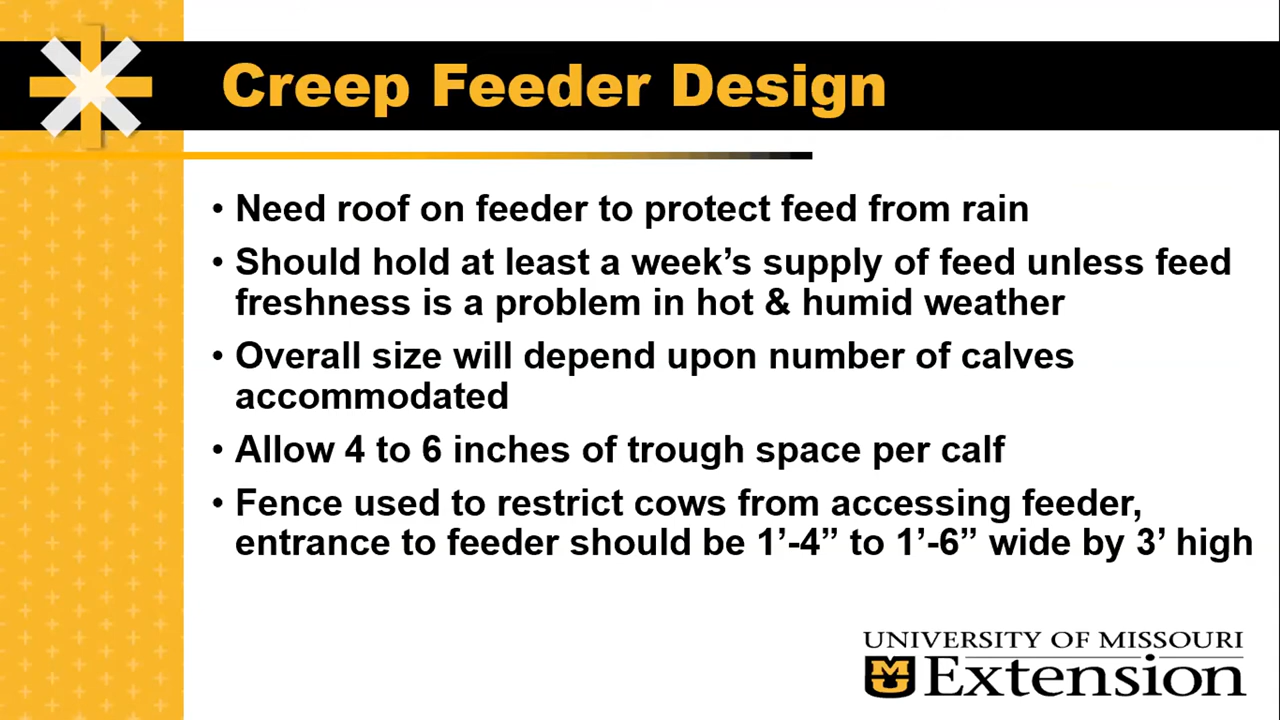 Creep Feeder Design
• Need roof on feeder to protect feed from rain
• Should hold at least a week’s supply of feed unless feed
freshness is a problem in hot & humid weather
• Overall size will depend upon number of calves
accommodated
• Allow 4 to 6 inches of trough space per calf
• Fence used to restrict cows from accessing feeder,
entrance to feeder should be 1’-4” to 1’-6” wide by 3’ high
UNIVERSITY OF MISSOURI
MU Extension